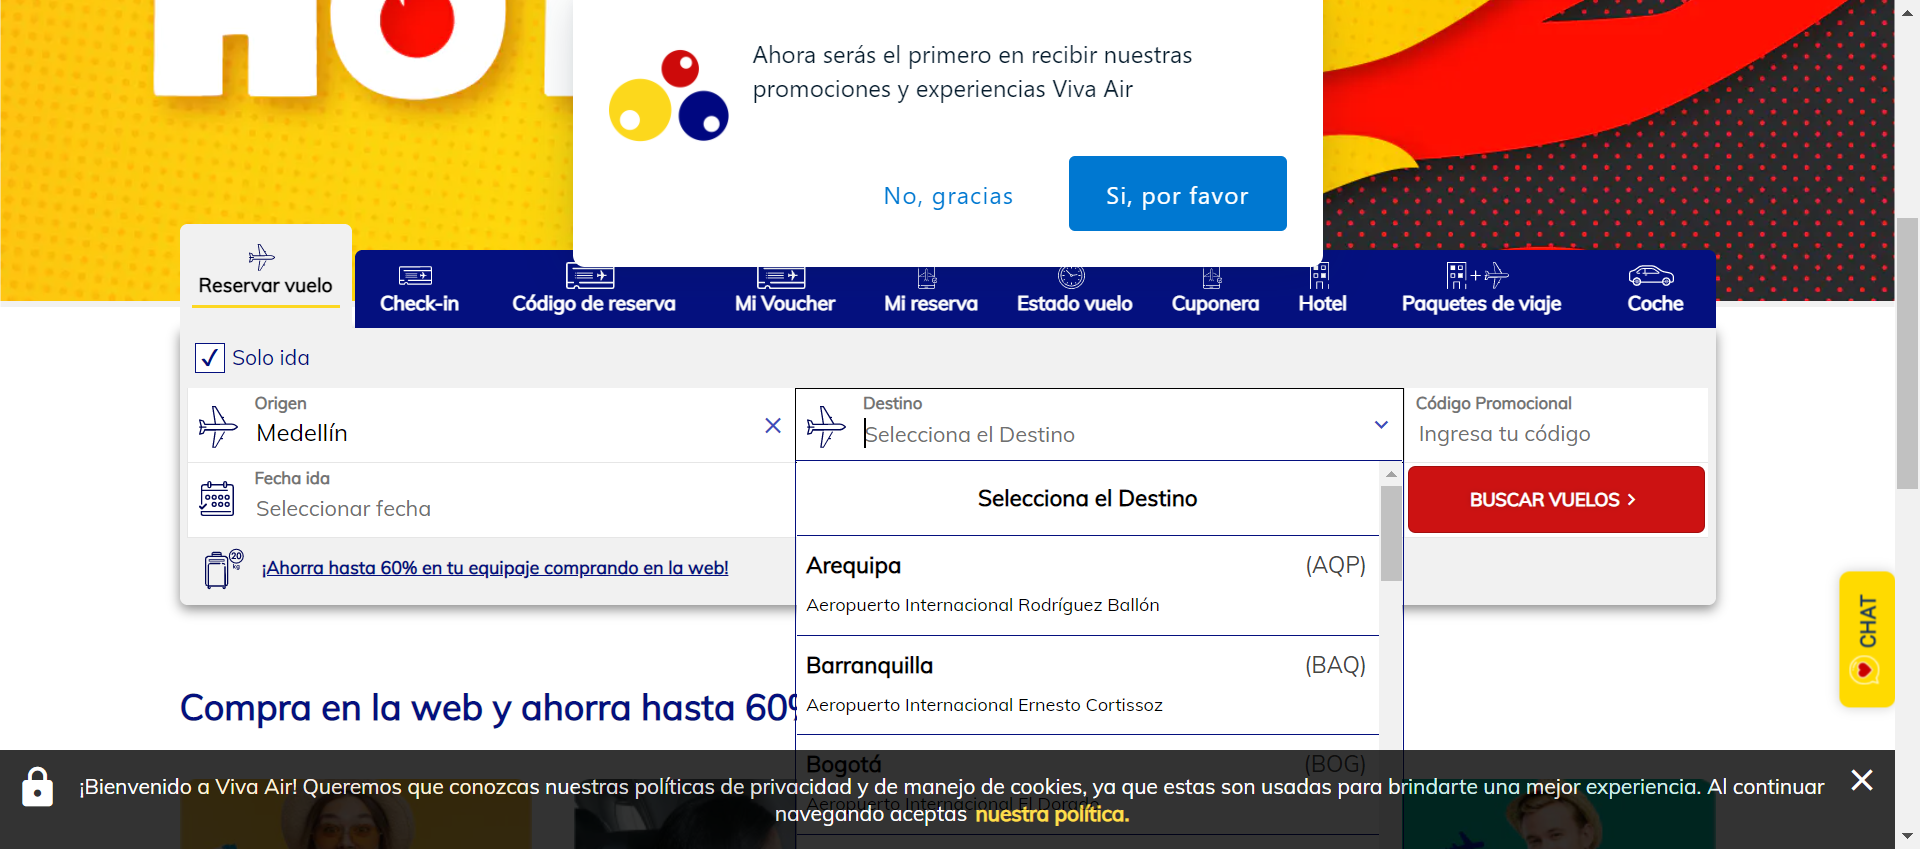 HO
Ahora serás el primero en recibir nuestras
promociones y experiencias Viva Air
No, gracias
Si, por favor
Reservar vuelo
Check-in
Código de reserva
Mi Voucher
Mi reserva
Estado vuelo
Cuponera
Hotel
Paquetes de viaje
Coche
Solo ida
Origen
Medellín
Destino
Selecciona el Destino
Código Promocional
Ingresa tu código
Fecha ida
Seleccionar fecha
BUSCAR VUELOS
20
kg
¡Ahorra hasta 60% en tu equipaje comprando en la web!
Selecciona el Destino
Arequipa (AQP)
Aeropuerto Internacional Rodríguez Ballón
Barranquilla (BAQ)
Aeropuerto Internacional Ernesto Cortissoz
Bogotá (BOG)
Aeropuerto Internacional El Dorado
CHAT
Compra en la web y ahorra hasta 60%
¡Bienvenido a Viva Air! Queremos que conozcas nuestras políticas de privacidad y de manejo de cookies, ya que estas son usadas para brindarte una mejor experiencia. Al continuar
navegando aceptas nuestra política.